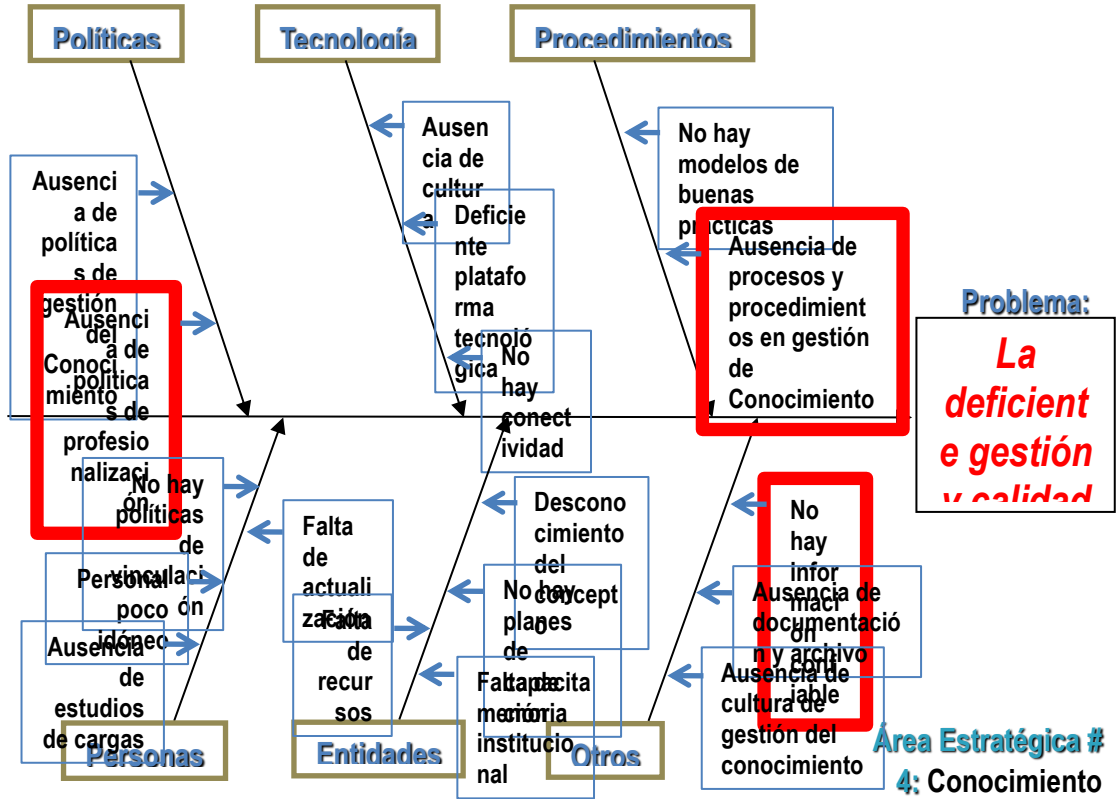 Políticas
Tecnología
Procedimientos
Ausenci
a de
política
s de
gestión
del
Conoci
miento
Ausenci
a de
política
s de
profesio
nalizaci
ón
Ausen
cia de
cultur
a
Deficie
nte
platafo
rma
tecnoló
gica
No
hay
conect
ividad
No hay
modelos de
buenas
prácticas
Ausencia de
procesos y
procedimient
os en gestión
de
Conocimiento
Problema:
La
deficient
e gestión
y calidad
No hay
políticas
de
vinculaci
ón
Personal
poco
idóneo
Ausencia
de
estudios
de cargas
Falta
de
actuali
zación
Falta
de
recur
sos
Descono
cimiento
del
concept
o
No hay
planes
de
capacita
ción
Falta de
memoria
institucio
nal
No
hay
infor
maci
ón
conf
iable
Ausencia de
documentació
n y archivo
Ausencia de
cultura de
gestión del
conocimiento
Personas
Entidades
Otros
Área Estratégica #
4: Conocimiento